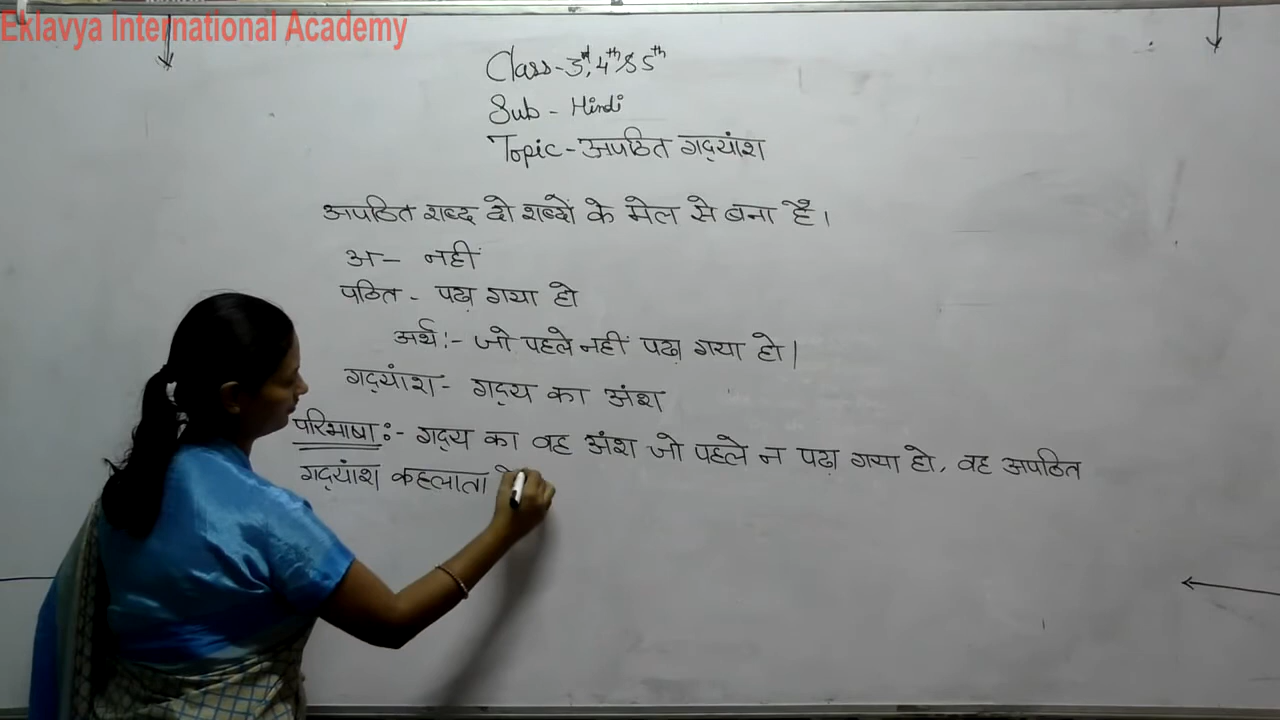 Eklavya International Academy
Class-3rd, 4th & 5th
Sub - Hindi
Topic - अपठित गद्‌यांश
अपठित शब्द दो शब्दों के मेल से बना है।
अ - नहीं
पठित - पढ़ा गया हो
अर्थ :- जो पहले नहीं पढ़ा गया हो।
गद्‌यांश - गद्‌य का अंश
परिभाषा :- गद्‌य का वह अंश जो पहले न पढ़ा गया हो, वह अपठित
गद्‌यांश कहलाता